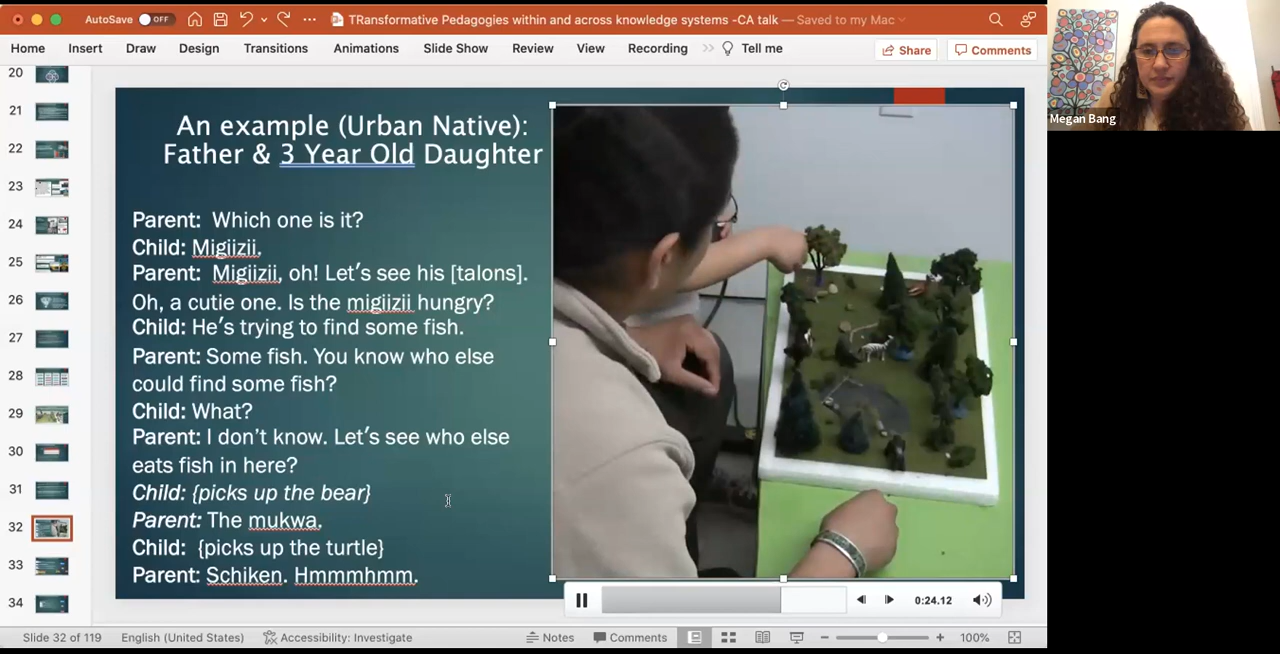 AutoSave OFF
TRansformative Pedagogies within and across knowledge systems -CA talk — Saved to my Mac
Home Insert Draw Design Transitions Animations Slide Show Review View Recording Tell me
Share Comments
Megan Bang
20
21
22
23
24
25
26
27
28
29
30
31
32
33
34
An example (Urban Native):
Father & 3 Year Old Daughter
Parent: Which one is it?
Child: Migiizii.
Parent: Migiizii, oh! Let's see his [talons].
Oh, a cutie one. Is the migiizii hungry?
Child: He's trying to find some fish.
Parent: Some fish. You know who else
could find some fish?
Child: What?
Parent: I don't know. Let's see who else
eats fish in here?
Child: {picks up the bear}
Parent: The mukwa.
Child: {picks up the turtle}
Parent: Schiken. Hmmmhmm.
0:24.12
Slide 32 of 119 English (United States) Accessibility: Investigate Notes Comments 100%